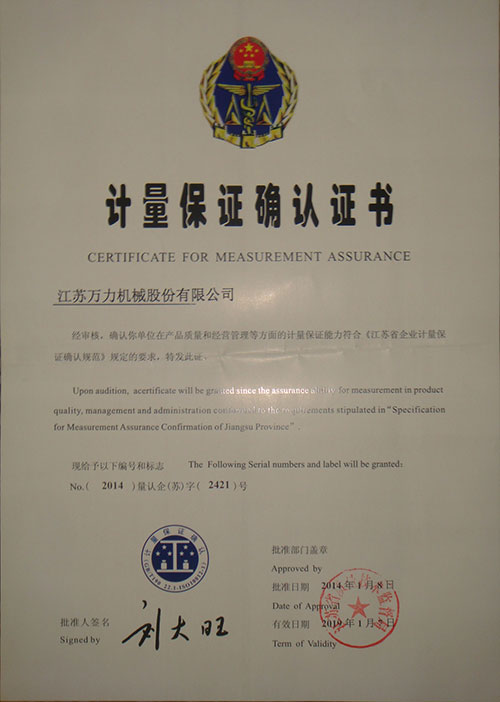 计量保证确认证书
CERTIFICATE FOR MEASUREMENT ASSURANCE
江苏万力机械股份有限公司
经审核，确认你单位在产品质量和经营管理等方面的计量保证能力符合《江苏省企业计量保
证确认规范》规定的要求，特发此证。
Upon audition, acertificate will be granted since the assurance ability for measurement in product
quality, management and administration conformed to the requirements stipulated in "Specification
for Measurement Assurance Confirmation of Jiangsu Province".
现给予以下编号和标志 The Following Serial numbers and label will be granted:
No.( 2014 )量认企(苏)字( 2421 )号
计量保证确认
批准部门盖章
Approved by
批准日期 2014年1月8日
Date of Approval
有效日期 2019年1月7日
Term of Validity
批准人签名
Signed by
刘大旺